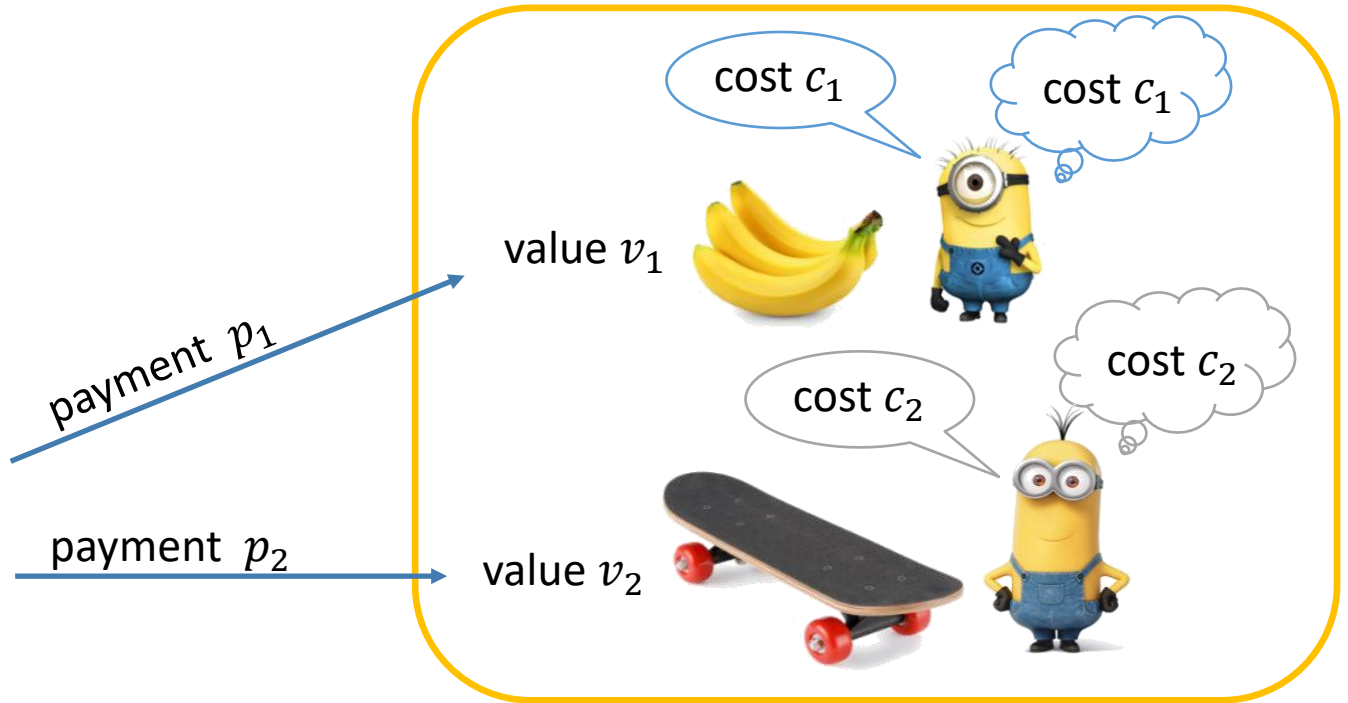 cost c₁
cost c₁
value v₁
payment p₁
cost c₂
cost c₂
payment p₂
value v₂